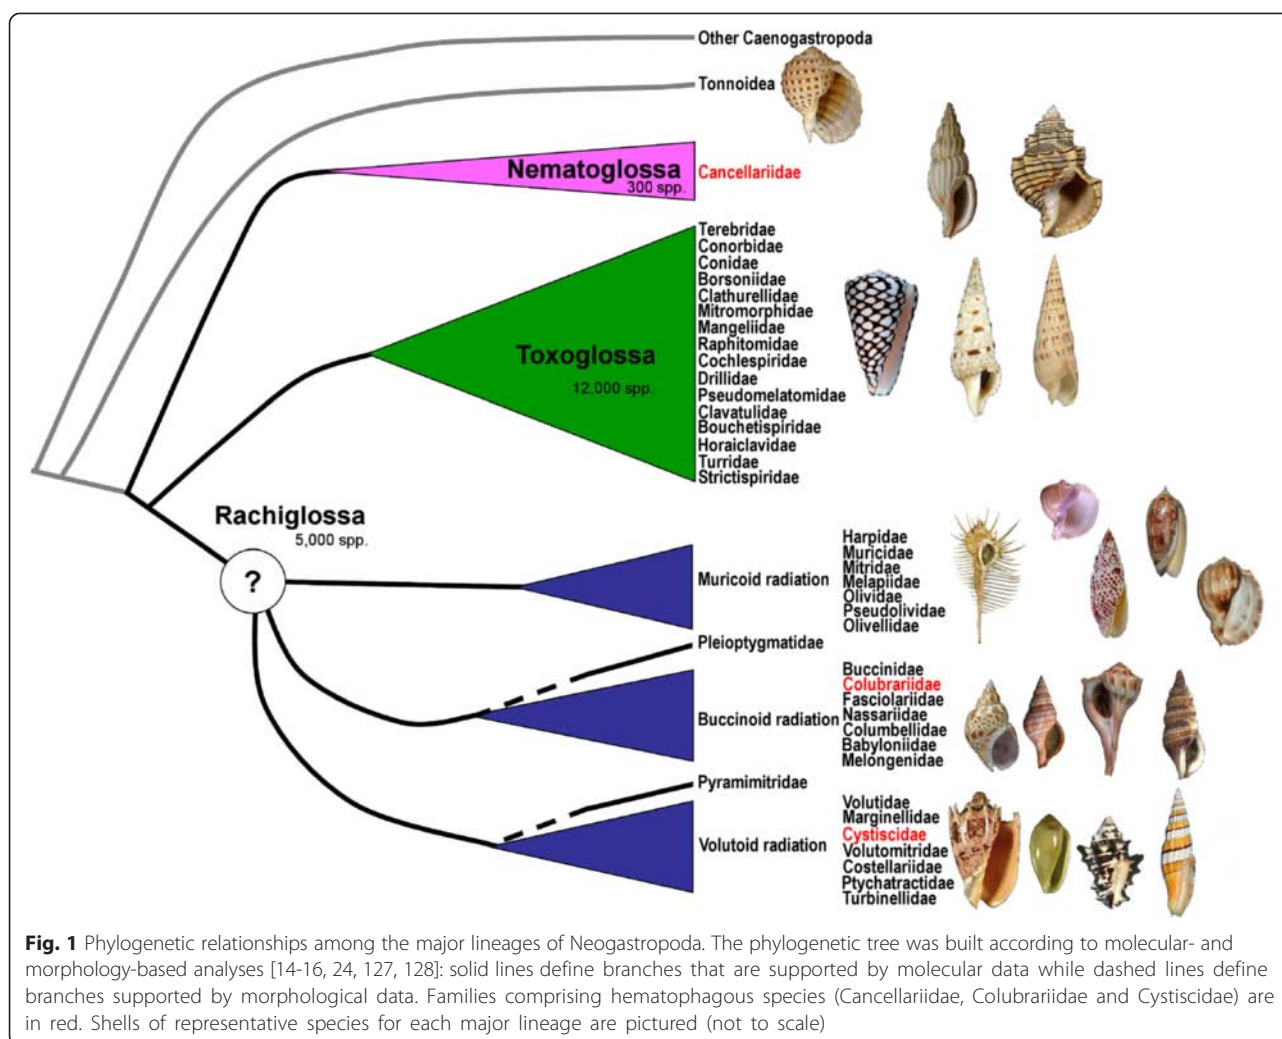 Other Caenogastropoda
Tonnoidea
Nematoglossa
300 spp.
Cancellariidae
Terebridae
Conorbidae
Conidae
Borsoniidae
Clathurellidae
Mitromorphidae
Mangeliidae
Raphitomidae
Cochlespiridae
Drillidae
Pseudomelatomidae
Clavatulidae
Bouchetispiridae
Horaiclavidae
Turridae
Strictispiridae
Toxoglossa
12,000 spp.
Rachiglossa
5,000 spp.
?
Muricoid radiation
Harpidae
Muricidae
Mitridae
Melapiidae
Olividae
Pseudolividae
Olivellidae
Pleioptygmatidae
Buccinoid radiation
Buccinidae
Colubrariidae
Fasciolariidae
Nassariidae
Columbellidae
Babyloniidae
Melongenidae
Pyramimitridae
Volutoid radiation
Volutidae
Marginellidae
Cystiscidae
Volutomitridae
Costellariidae
Ptychatractidae
Turbinellidae
Fig. 1 Phylogenetic relationships among the major lineages of Neogastropoda. The phylogenetic tree was built according to molecular- and
morphology-based analyses [14-16, 24, 127, 128]: solid lines define branches that are supported by molecular data while dashed lines define
branches supported by morphological data. Families comprising hematophagous species (Cancellariidae, Colubrariidae and Cystiscidae) are
in red. Shells of representative species for each major lineage are pictured (not to scale)